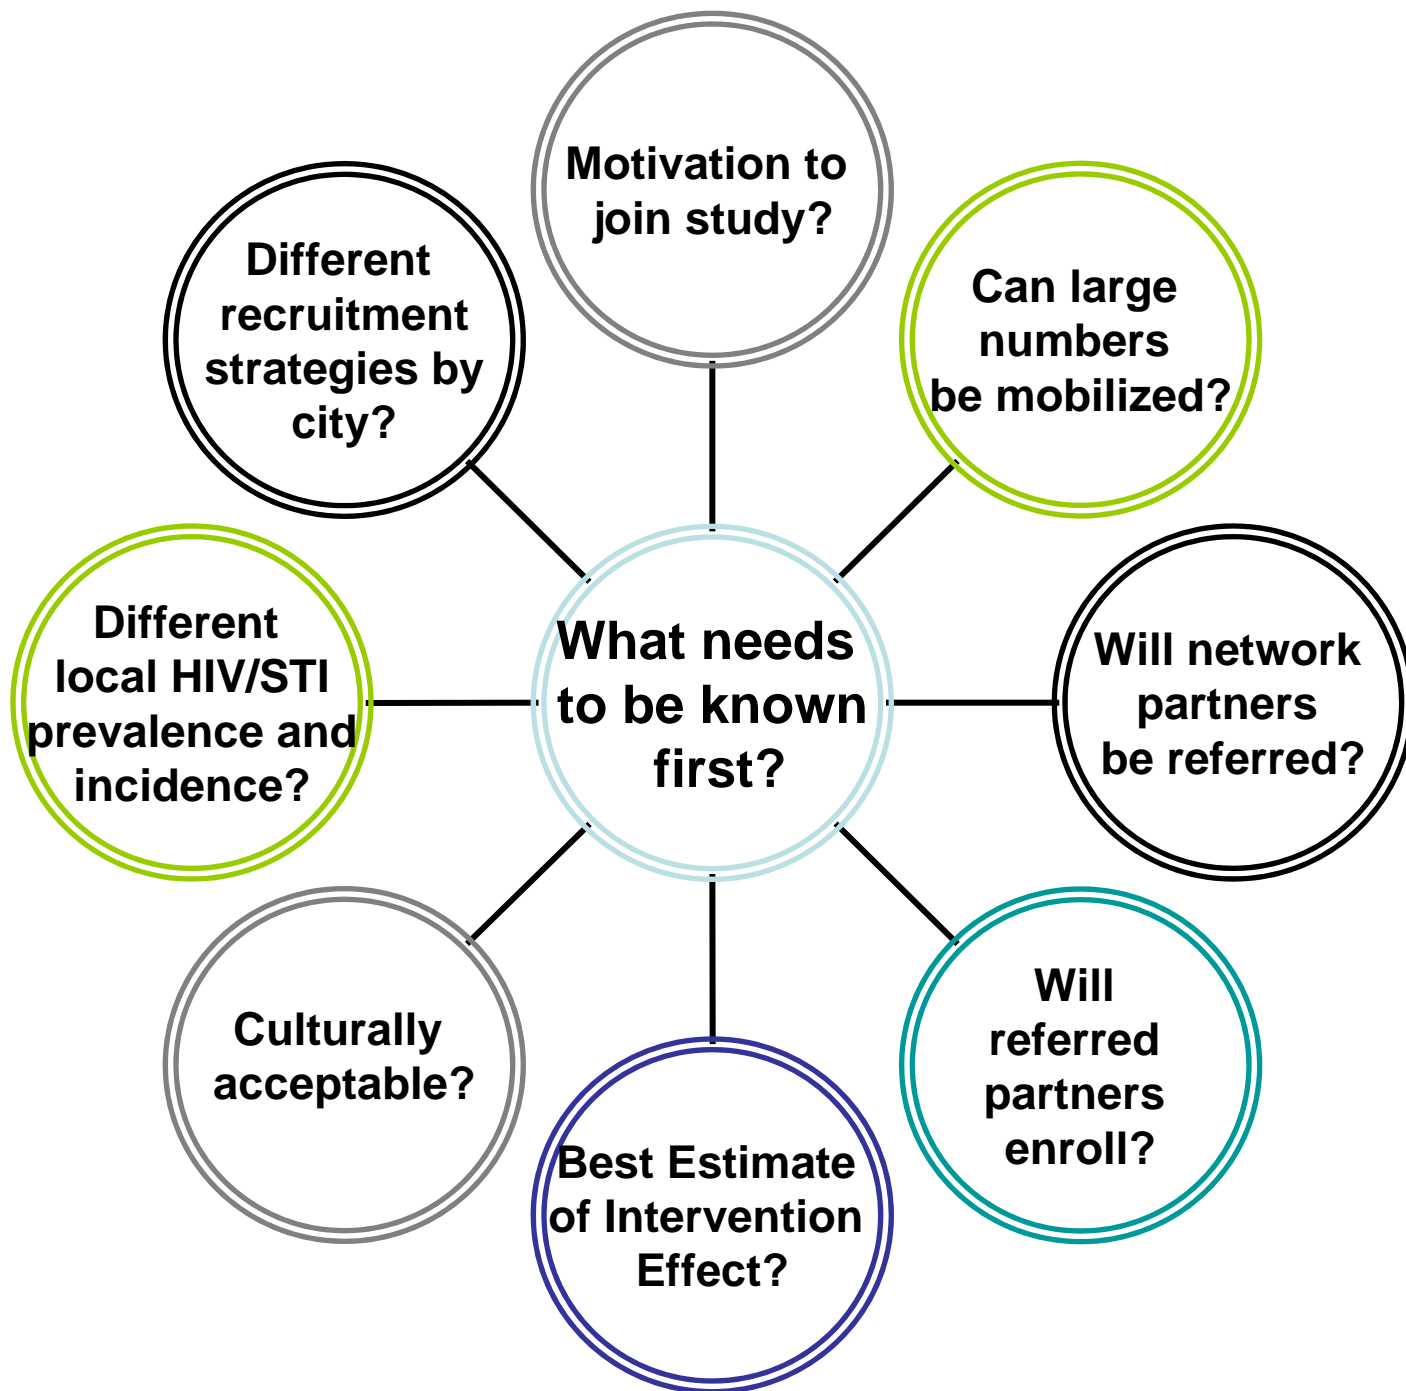 Motivation to
join study?
Different
recruitment
strategies by
city?
Can large
numbers
be mobilized?
Different
local HIV/STI
prevalence and
incidence?
What needs
to be known
first?
Will network
partners
be referred?
Culturally
acceptable?
Will
referred
partners
enroll?
Best Estimate
of Intervention
Effect?